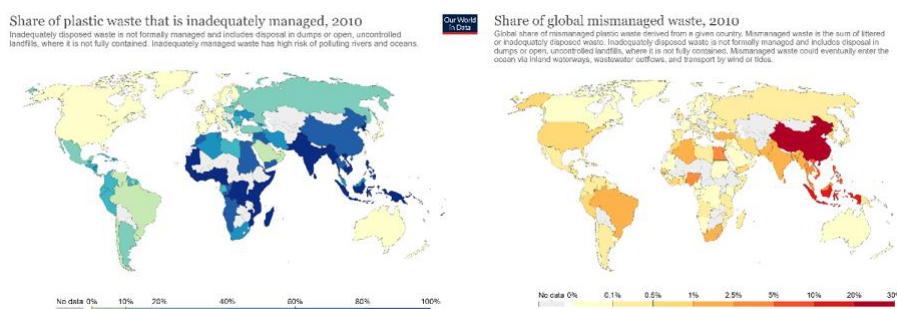 Share of plastic waste that is inadequately managed, 2010
Inadequately disposed waste is not formally managed and includes disposal in dumps or open, uncontrolled
landfills, where it is not fully contained. Inadequately managed waste has high risk of polluting rivers and oceans.
Our World
in Data
Share of global mismanaged waste, 2010
Global share of mismanaged plastic waste derived from a given country. Mismanaged waste is the sum of littered
or inadequately disposed waste. Inadequately disposed waste is not formally managed and includes disposal in
dumps or open, uncontrolled landfills, where it is not fully contained. Mismanaged waste could eventually enter the
ocean via inland waterways, wastewater outflows, and transport by wind or tides.
No data 0% 10% 20% 40% 60% 80% 100%
No data 0% 0.1% 0.5% 1% 2.5% 5% 10% 20% 30%